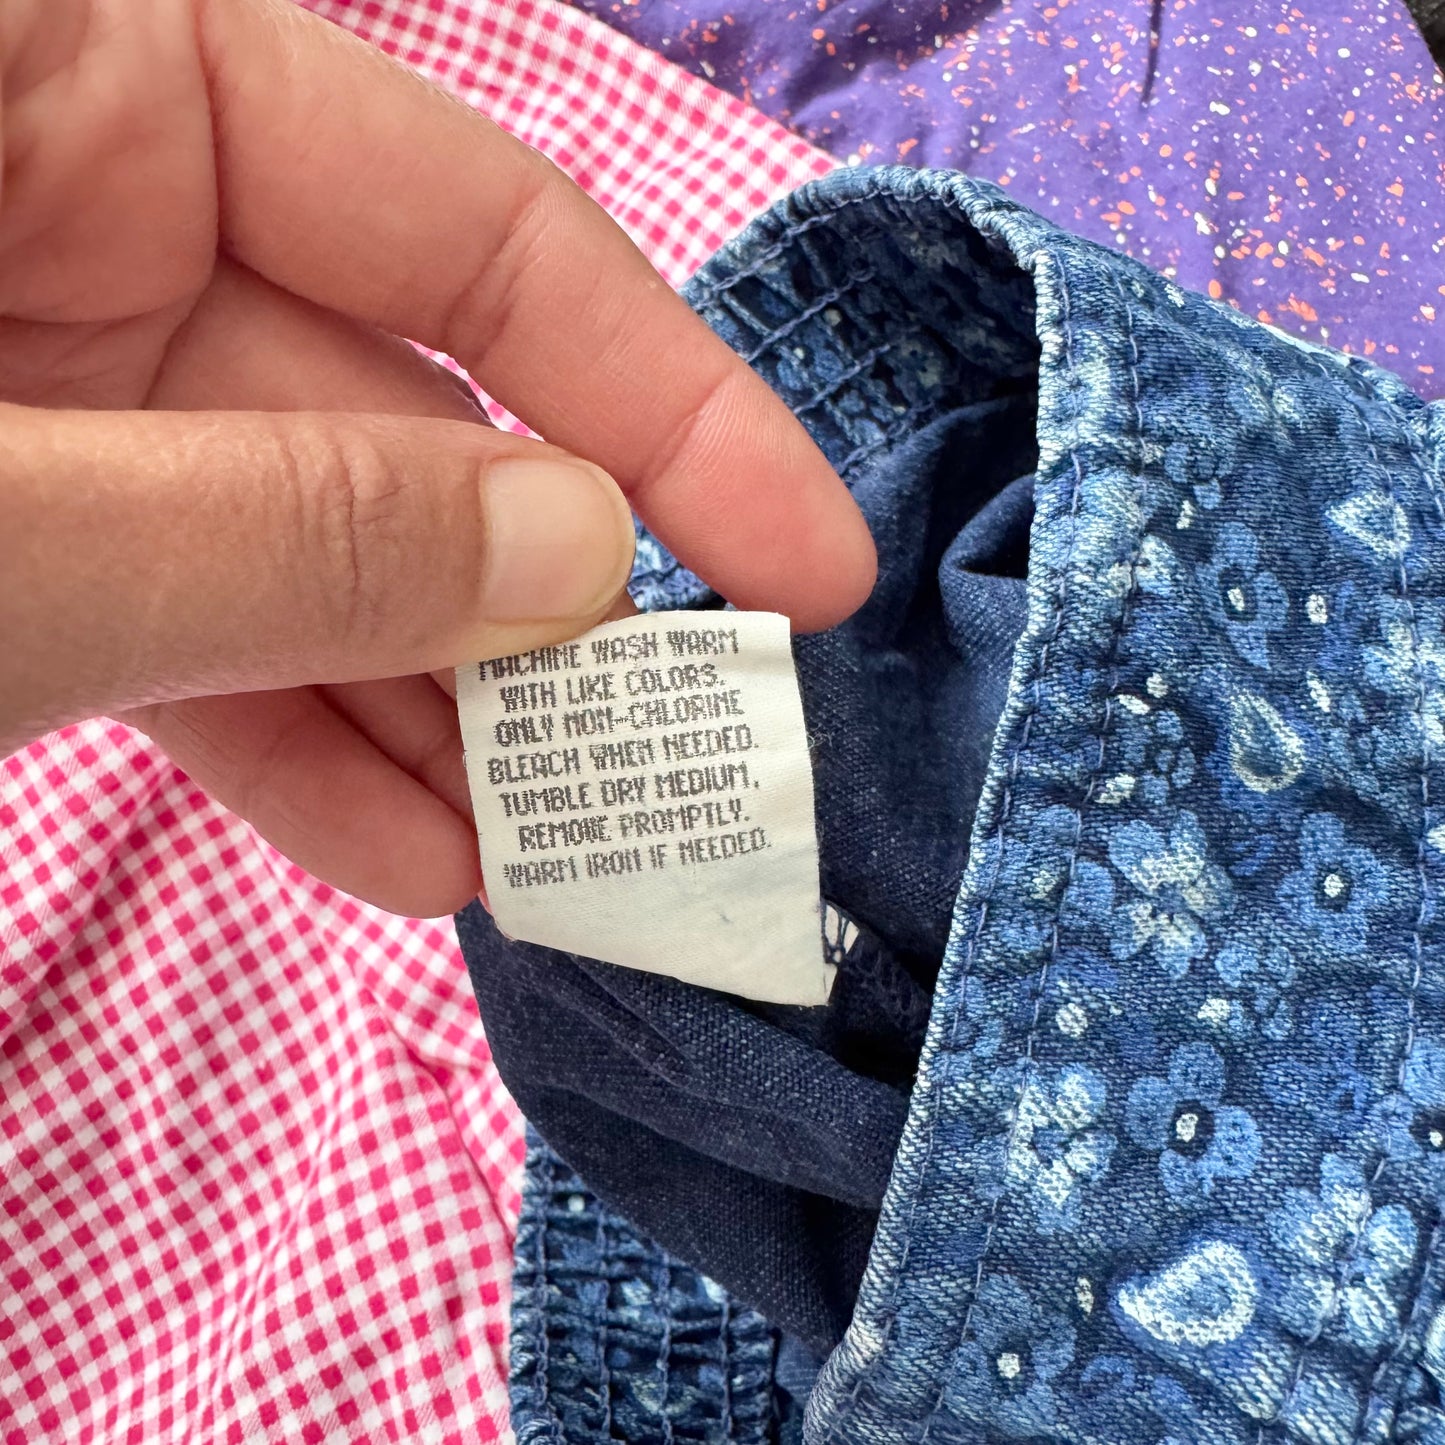 MACHINE WASH WARM
WITH LIKE COLORS.
ONLY NON-CHLORINE
BLEACH WHEN NEEDED.
TUMBLE DRY MEDIUM.
REMOVE PROMPTLY.
WARM IRON IF NEEDED.